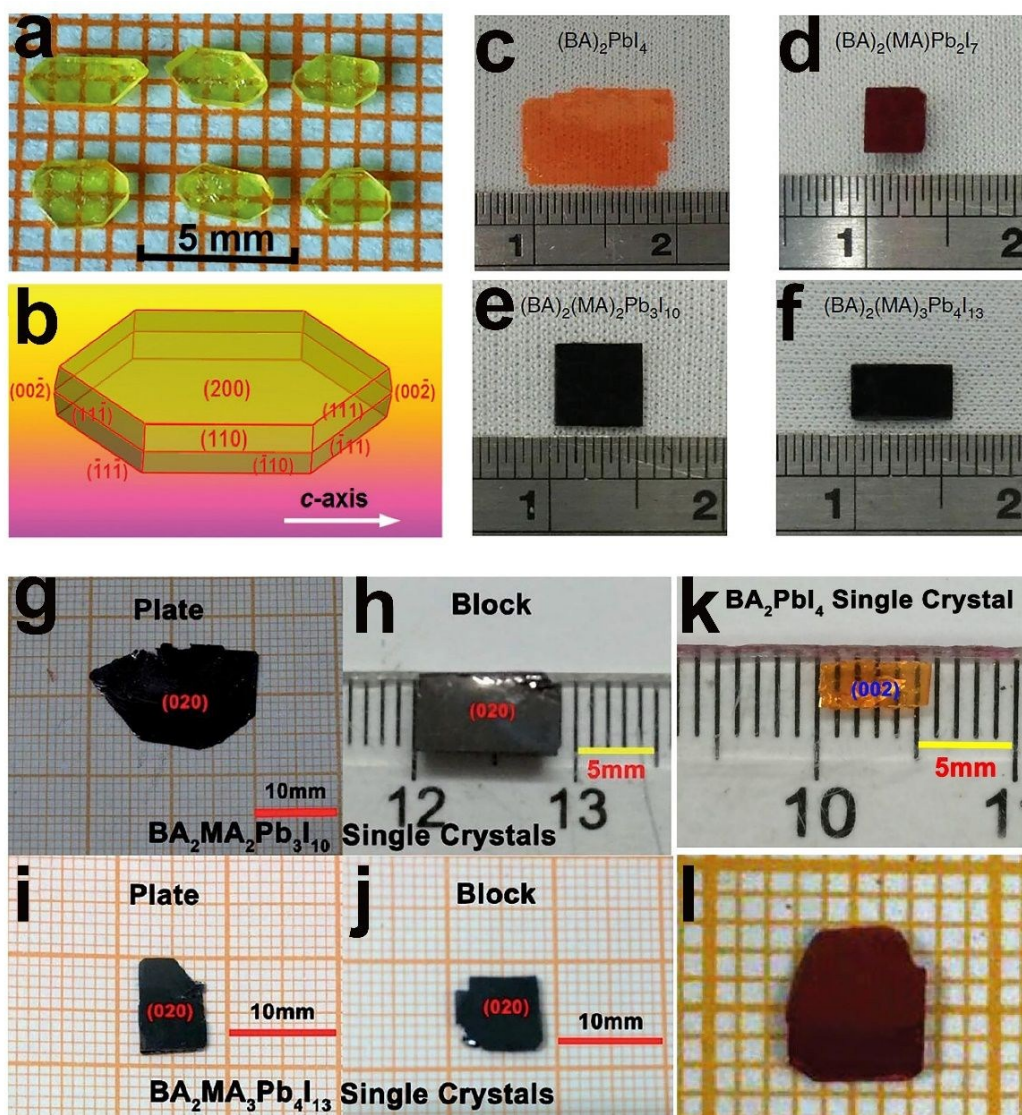 a
5 mm
b
(200)
(002̄)
(002̄)
(111̄)
(111)
(110)
(1̄11)
(1̄11̄)
(1̄10)
c-axis
c
(BA)₂PbI₄
1 2
d
(BA)₂(MA)Pb₂I₇
1 2
e
(BA)₂(MA)₂Pb₃I₁₀
1 2
f
(BA)₂(MA)₃Pb₄I₁₃
1 2
g
Plate
(020)
10mm
h
Block
(020)
5mm
12 13
BA₂MA₂Pb₃I₁₀ Single Crystals
k
BA₂PbI₄ Single Crystal
(002)
5mm
10 11
i
Plate
(020)
10mm
j
Block
(020)
10mm
BA₂MA₃Pb₄I₁₃ Single Crystals
l